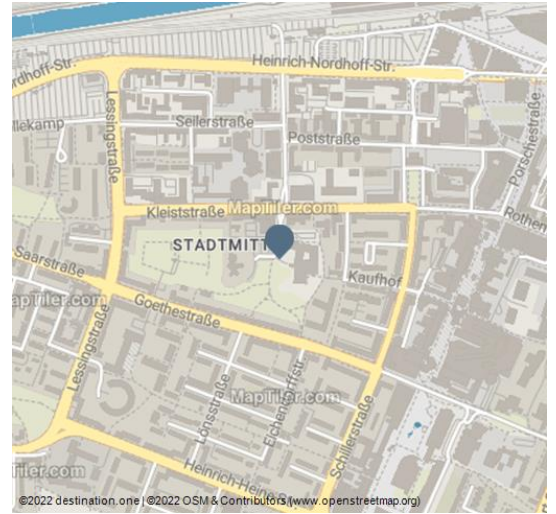 Heinrich-Nordhoff-Str.
rdhoff-Str.
Porschestraße
Lessingstraße
llekamp
Seilerstraße
Poststraße
Kleiststraße
MapTiler.com
Rothen
STADTMITT
Saarstraße
Kaufhof
apTiler.com
Goethestraße
Lessingstraße
Lönsstraße
Eichendorffstr
MapTiler.com
Schillerstraße
Heinrich-Heine-S
Tiler.com
©2022 destination.one | ©2022 OSM & Contributors (www.openstreetmap.org)